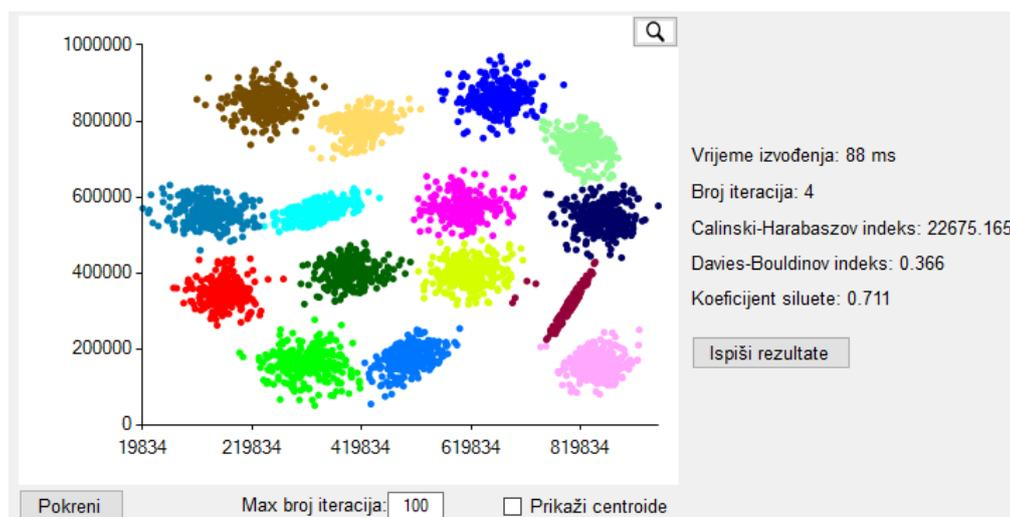 1000000
800000
600000
400000
200000
0
19834 219834 419834 619834 819834
Vrijeme izvođenja: 88 ms
Broj iteracija: 4
Calinski-Harabaszov indeks: 22675.165
Davies-Bouldinov indeks: 0.366
Koeficijent siluete: 0.711
Ispiši rezultate
Pokreni Max broj iteracija: 100 Prikaži centroide